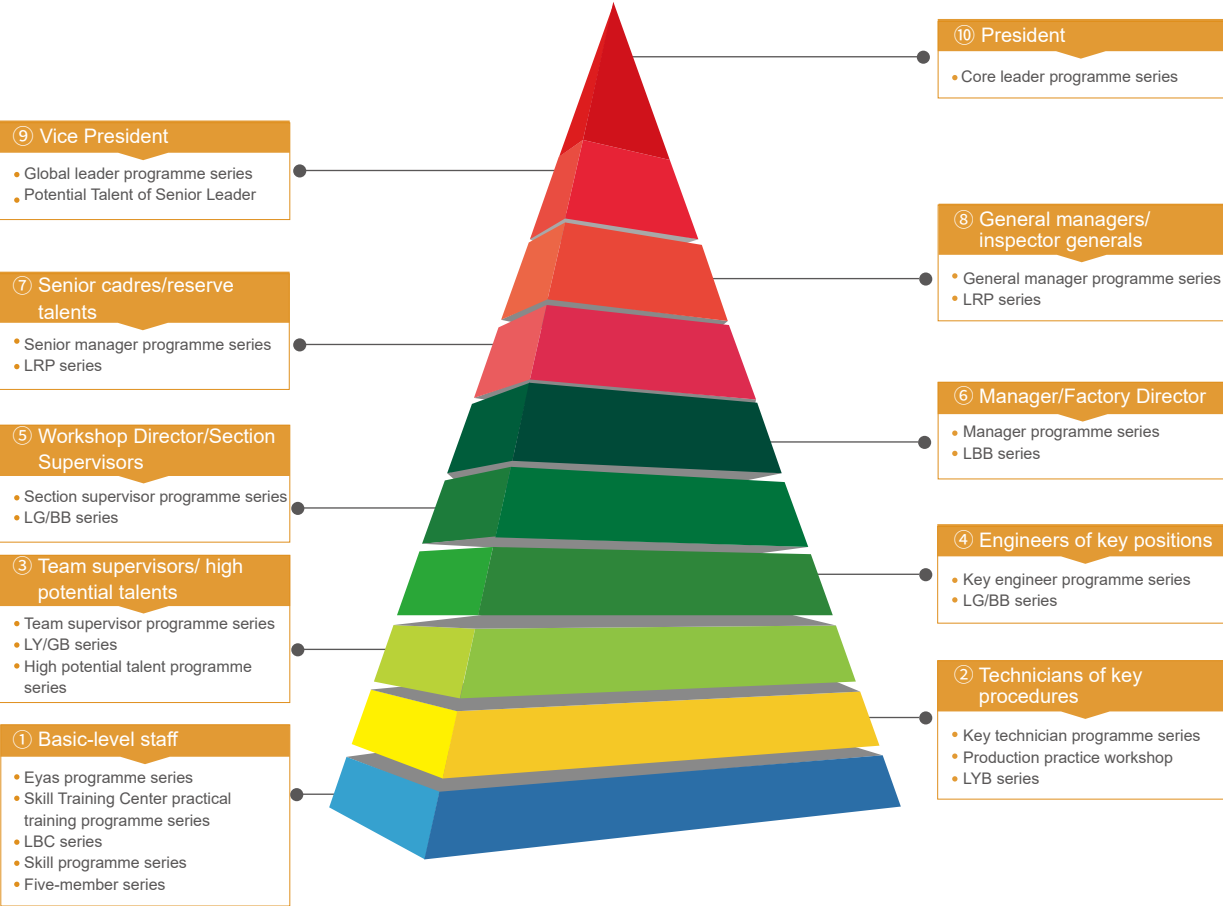 ⑩ President
• Core leader programme series
⑨ Vice President
• Global leader programme series
• Potential Talent of Senior Leader
⑧ General managers/
inspector generals
• General manager programme series
• LRP series
⑦ Senior cadres/reserve
talents
• Senior manager programme series
• LRP series
⑥ Manager/Factory Director
• Manager programme series
• LBB series
⑤ Workshop Director/Section
Supervisors
• Section supervisor programme series
• LG/BB series
④ Engineers of key positions
• Key engineer programme series
• LG/BB series
③ Team supervisors/ high
potential talents
• Team supervisor programme series
• LY/GB series
• High potential talent programme
series
② Technicians of key
procedures
• Key technician programme series
• Production practice workshop
• LYB series
① Basic-level staff
• Eyas programme series
• Skill Training Center practical
training programme series
• LBC series
• Skill programme series
• Five-member series